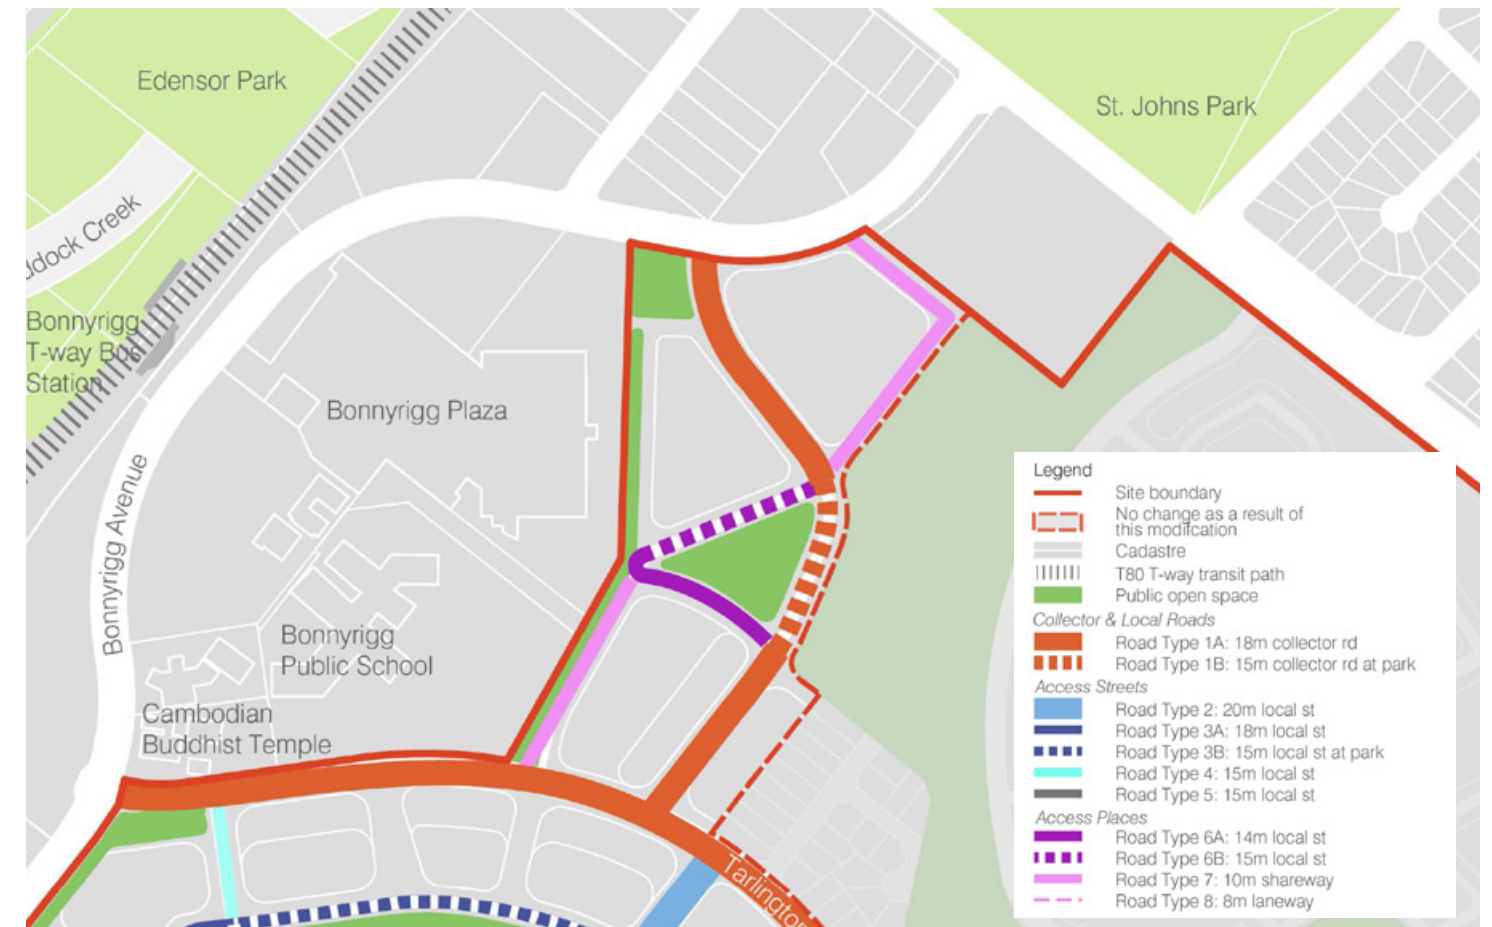 Edensor Park
St. Johns Park
ddock Creek
Bonnyrigg
T-way Bus
Station
Bonnyrigg Plaza
Bonnyrigg Avenue
Bonnyrigg
Public School
Cambodian
Buddhist Temple
Tarlington
Legend
Site boundary
No change as a result of
this modifcation
Cadastre
T80 T-way transit path
Public open space
Collector & Local Roads
Road Type 1A: 18m collector rd
Road Type 1B: 15m collector rd at park
Access Streets
Road Type 2: 20m local st
Road Type 3A: 18m local st
Road Type 3B: 15m local st at park
Road Type 4: 15m local st
Road Type 5: 15m local st
Access Places
Road Type 6A: 14m local st
Road Type 6B: 15m local st
Road Type 7: 10m shareway
Road Type 8: 8m laneway